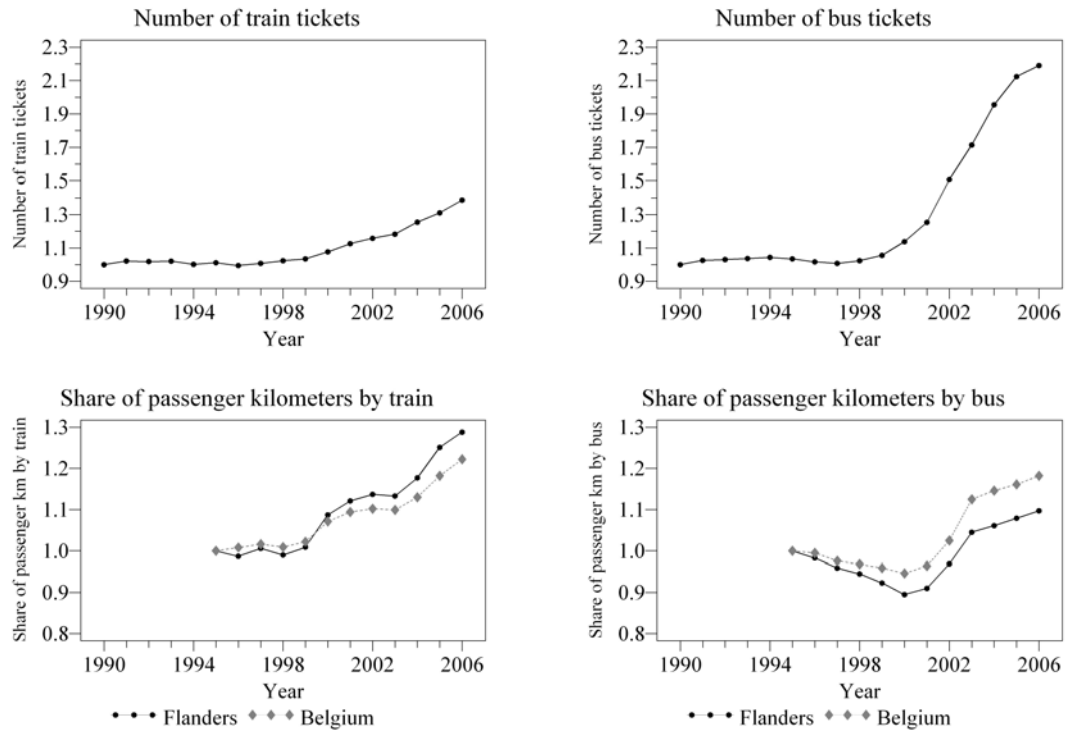 Number of train tickets
Number of train tickets
2.3
2.1
1.9
1.7
1.5
1.3
1.1
0.9
1990 1994 1998 2002 2006
Year
Number of bus tickets
Number of bus tickets
2.3
2.1
1.9
1.7
1.5
1.3
1.1
0.9
1990 1994 1998 2002 2006
Year
Share of passenger kilometers by train
Share of passenger km by train
1.3
1.2
1.1
1.0
0.9
0.8
1990 1994 1998 2002 2006
Year
Flanders Belgium
Share of passenger kilometers by bus
Share of passenger km by bus
1.3
1.2
1.1
1.0
0.9
0.8
1990 1994 1998 2002 2006
Year
Flanders Belgium